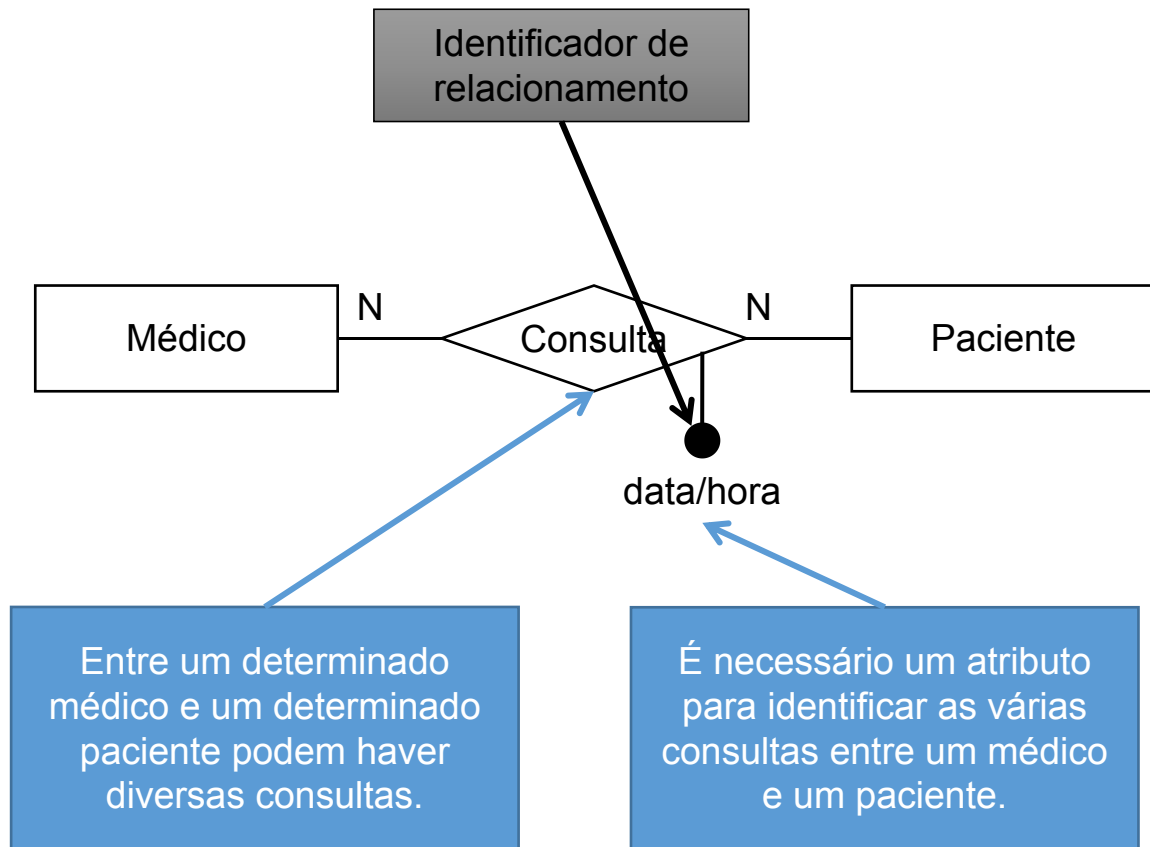 Identificador de
relacionamento
Médico
N
Consulta
N
Paciente
data/hora
Entre um determinado
médico e um determinado
paciente podem haver
diversas consultas.
É necessário um atributo
para identificar as várias
consultas entre um médico
e um paciente.